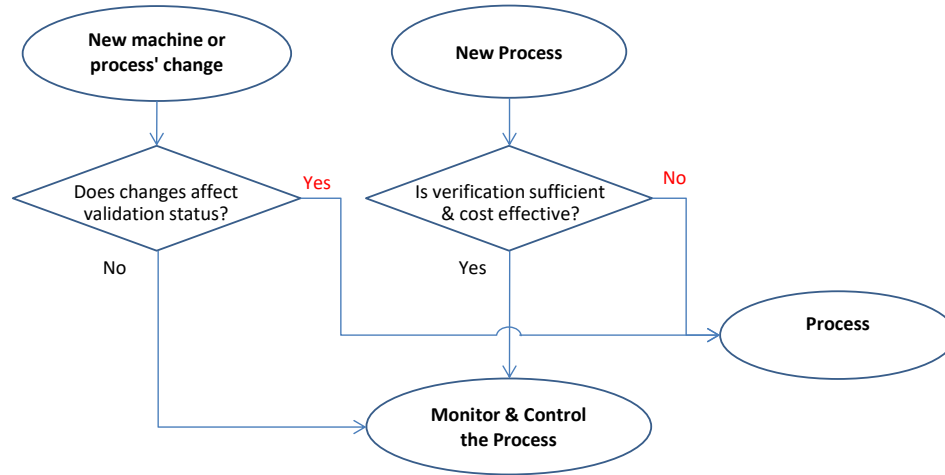 New machine or
process' change
New Process
Does changes affect
validation status?
Yes
Is verification sufficient
& cost effective?
No
No
Yes
Process
Monitor & Control
the Process